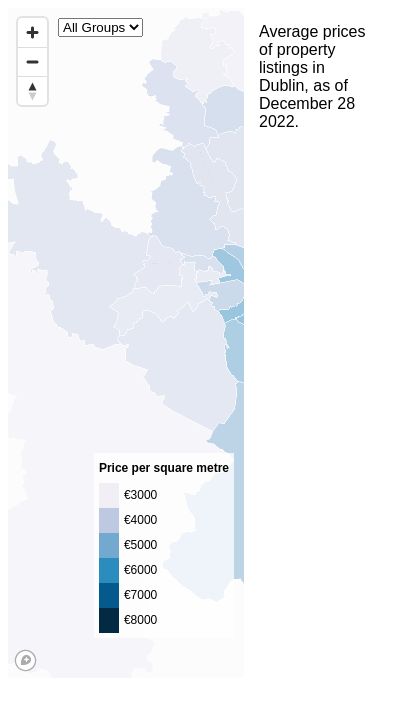 All Groups
Average prices
of property
listings in
Dublin, as of
December 28
2022.
Price per square metre
€3000
€4000
€5000
€6000
€7000
€8000